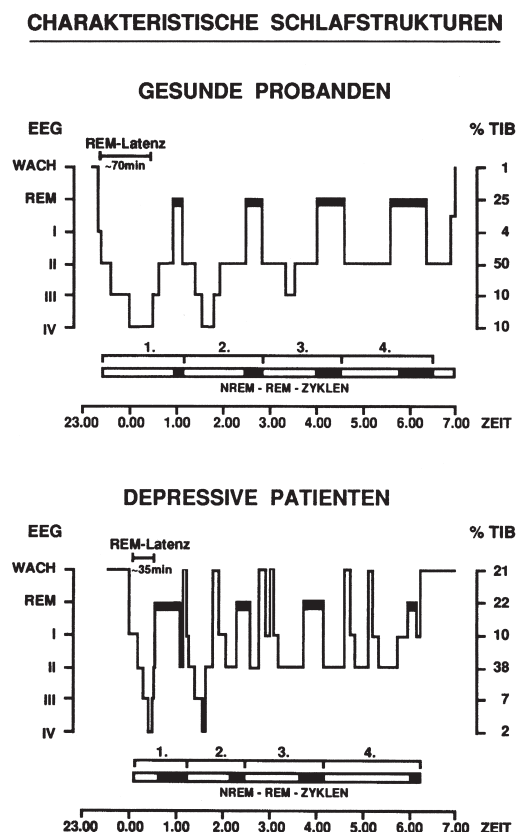 CHARAKTERISTISCHE SCHLAFSTRUKTUREN
GESUNDE PROBANDEN
EEG
% TIB
REM-Latenz
~70min
WACH
1
REM
25
I
4
II
50
III
10
IV
10
1. 2. 3. 4.
NREM - REM - ZYKLEN
23.00 0.00 1.00 2.00 3.00 4.00 5.00 6.00 7.00 ZEIT
DEPRESSIVE PATIENTEN
EEG
% TIB
REM-Latenz
~35min
WACH
21
REM
22
I
10
II
38
III
7
IV
2
1. 2. 3. 4.
NREM - REM - ZYKLEN
23.00 0.00 1.00 2.00 3.00 4.00 5.00 6.00 7.00 ZEIT